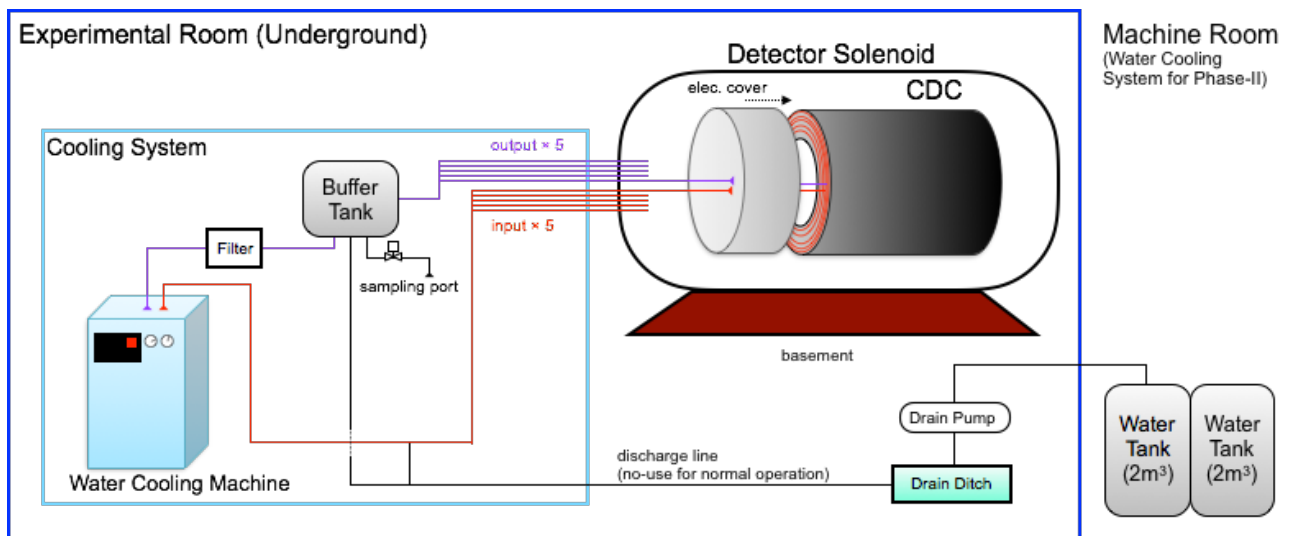 Experimental Room (Underground)
Machine Room
(Water Cooling
System for Phase-II)
Detector Solenoid
elec. cover
CDC
Cooling System
output × 5
Buffer
Tank
input × 5
Filter
sampling port
basement
Drain Pump
Water
Tank
(2m³)
Water
Tank
(2m³)
discharge line
(no-use for normal operation)
Drain Ditch
Water Cooling Machine